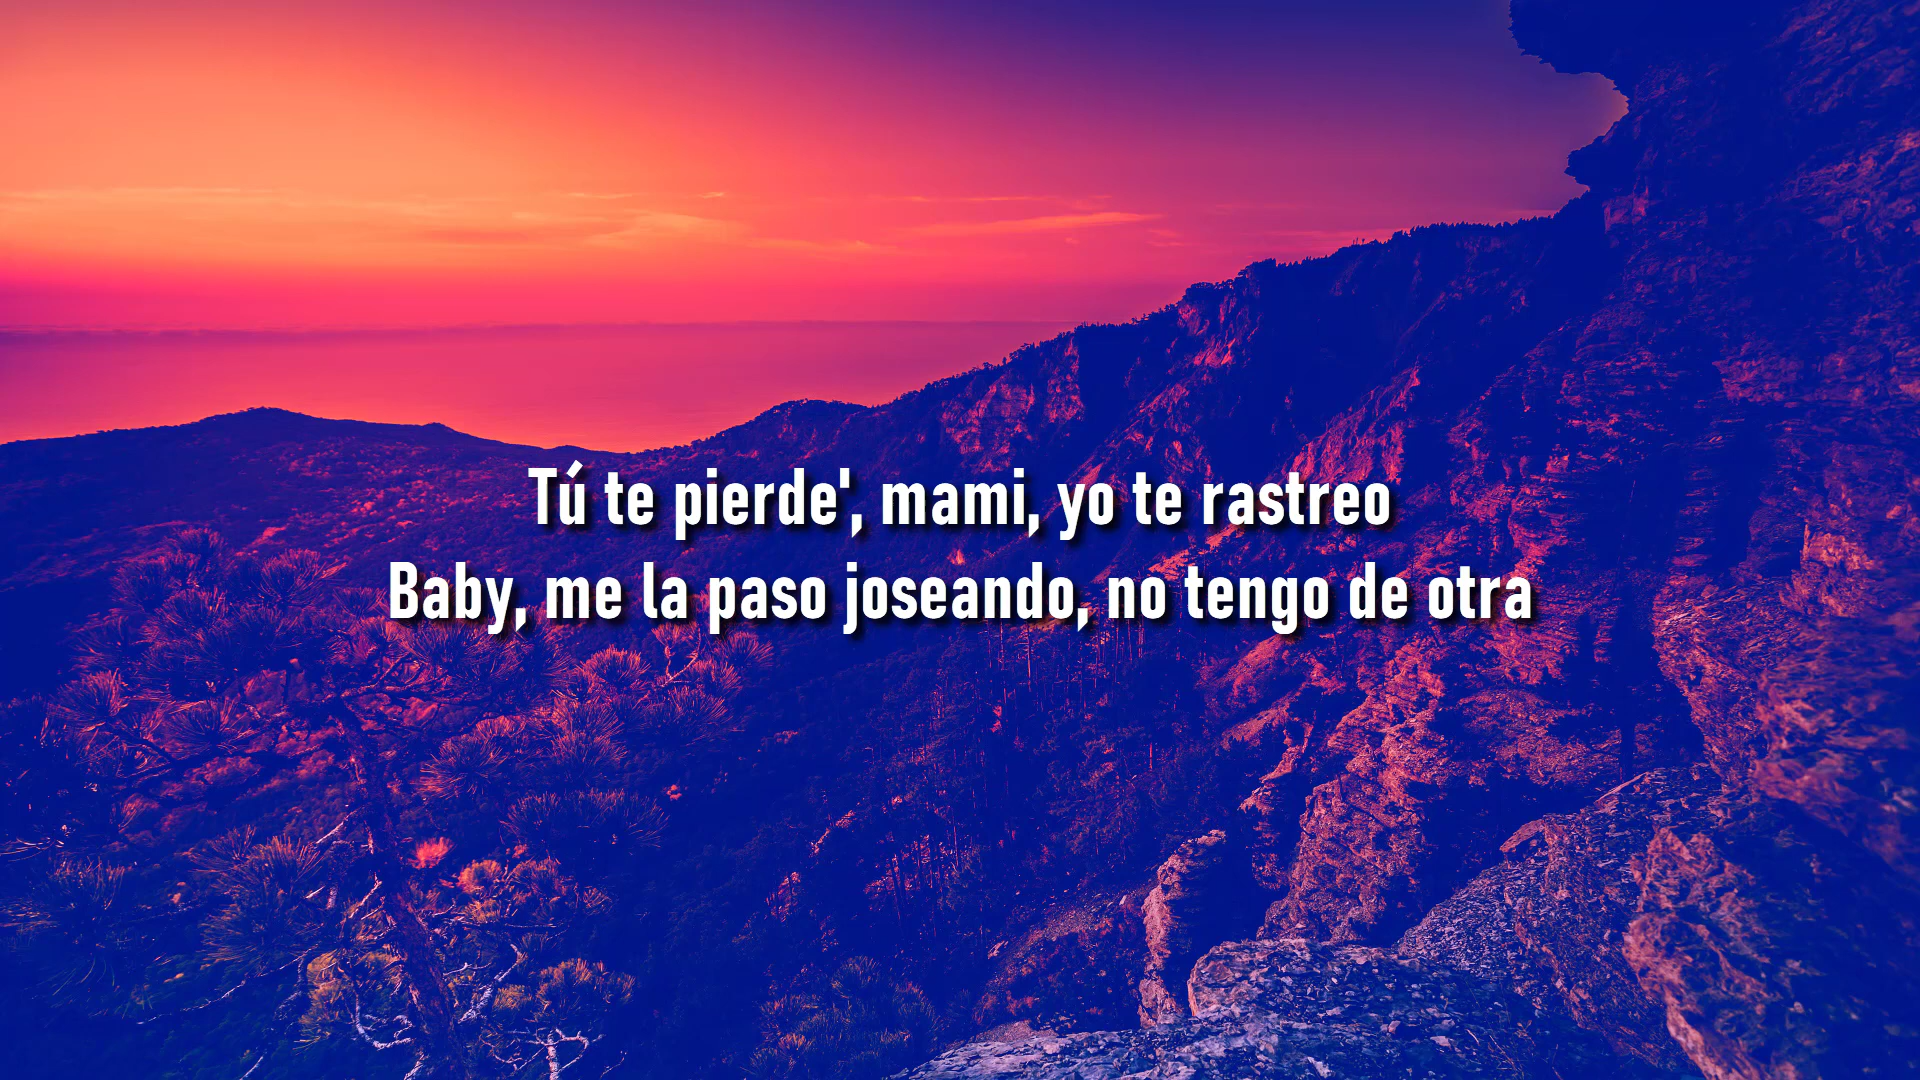 Tú te pierde', mami, yo te rastreo
Baby, me la paso joseando, no tengo de otra